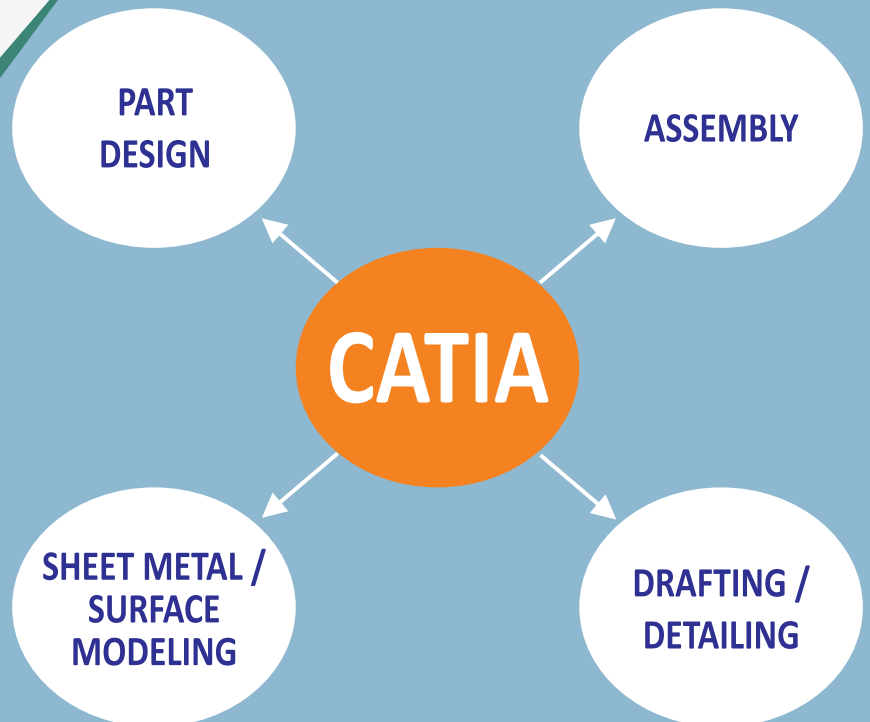 PART
DESIGN
ASSEMBLY
CATIA
SHEET METAL /
SURFACE
MODELING
DRAFTING /
DETAILING